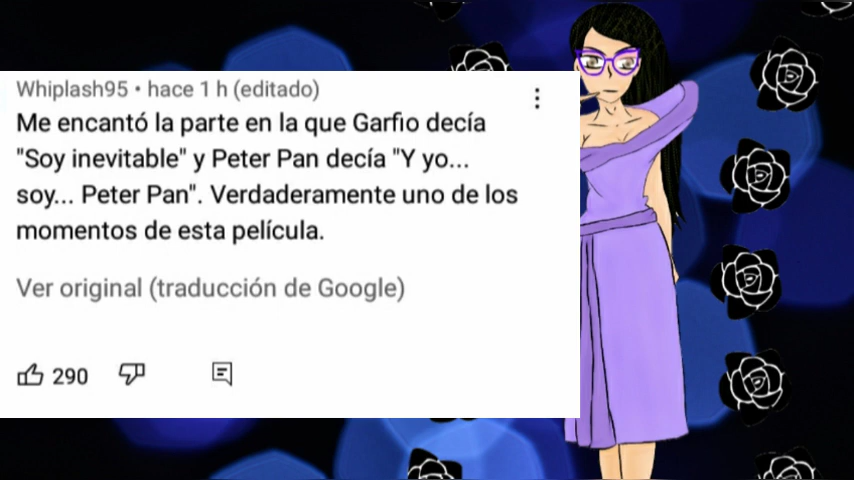 Whiplash95 • hace 1 h (editado)
Me encantó la parte en la que Garfio decía
"Soy inevitable" y Peter Pan decía "Y yo...
soy... Peter Pan". Verdaderamente uno de los
momentos de esta película.
Ver original (traducción de Google)
290